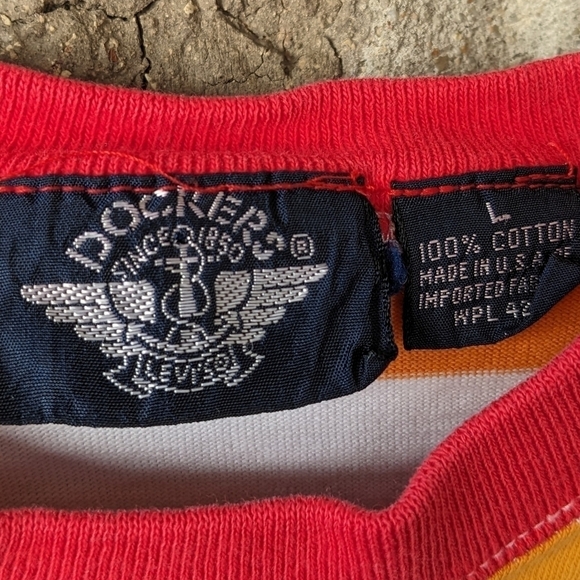 DOCKERS®
SINCE 1850
LEVI'S®
L
100% COTTON
MADE IN U.S.A.
IMPORTED
WPL 42